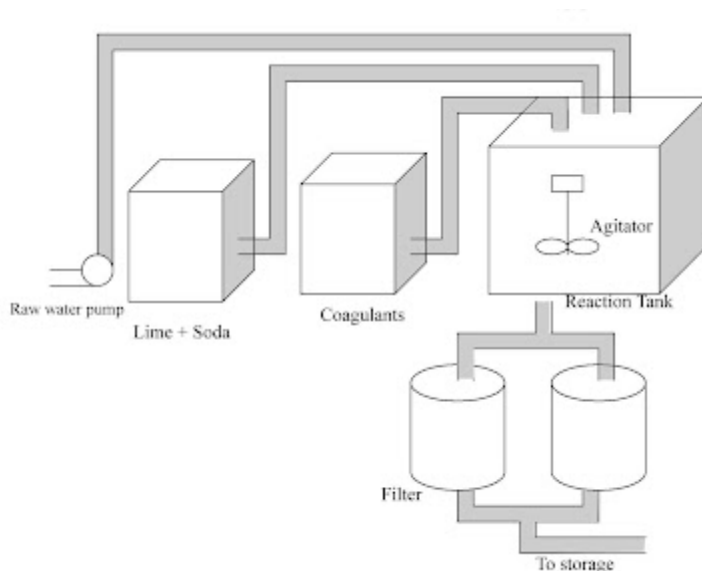 Agitator
Reaction Tank
Raw water pump
Coagulants
Lime + Soda
Filter
To storage